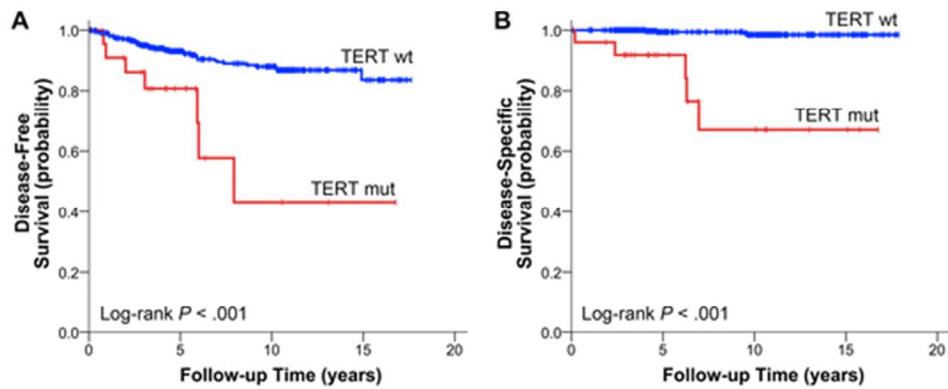 A
Disease-Free
Survival (probability)
1.0
0.8
0.6
0.4
0.2
0.0
TERT wt
TERT mut
Log-rank P < .001
0 5 10 15 20
Follow-up Time (years)
B
Disease-Specific
Survival (probability)
1.0
0.8
0.6
0.4
0.2
0.0
TERT wt
TERT mut
Log-rank P < .001
0 5 10 15 20
Follow-up Time (years)